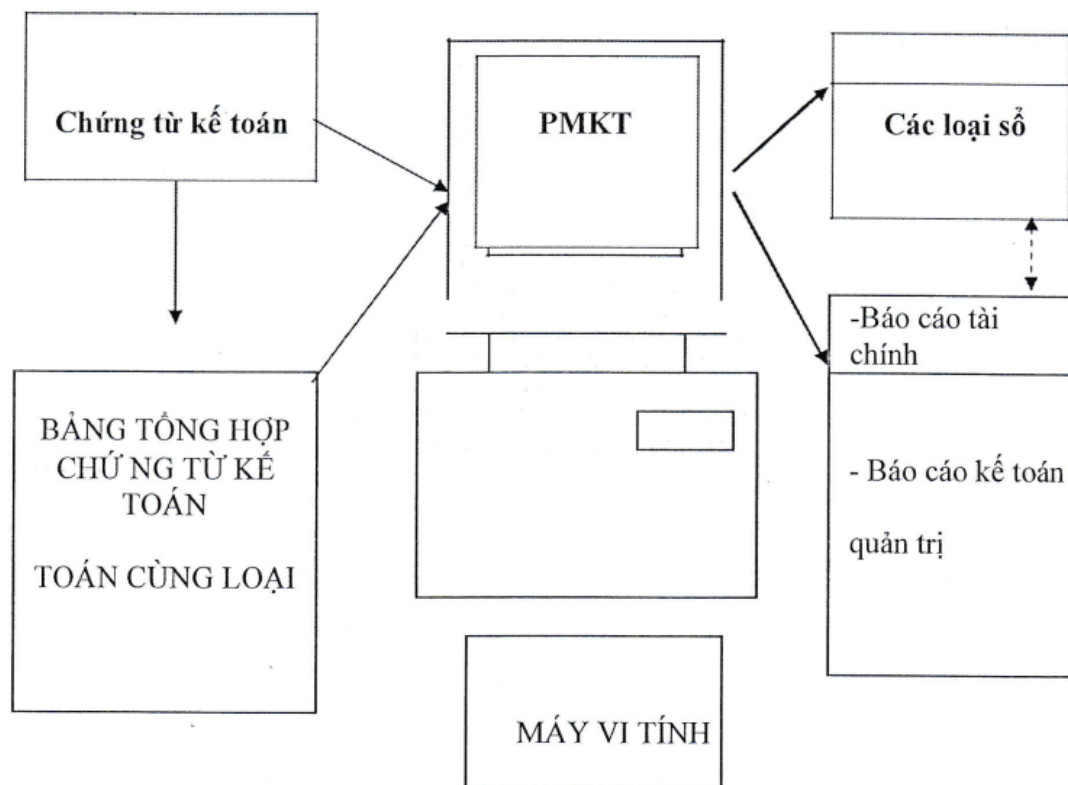 Chứng từ kế toán
PMKT
Các loại sổ
BẢNG TỔNG HỢP
CHỨ NG TỪ KẾ
TOÁN
TOÁN CÙNG LOẠI
-Báo cáo tài
chính
- Báo cáo kế toán
quản trị
MÁY VI TÍNH